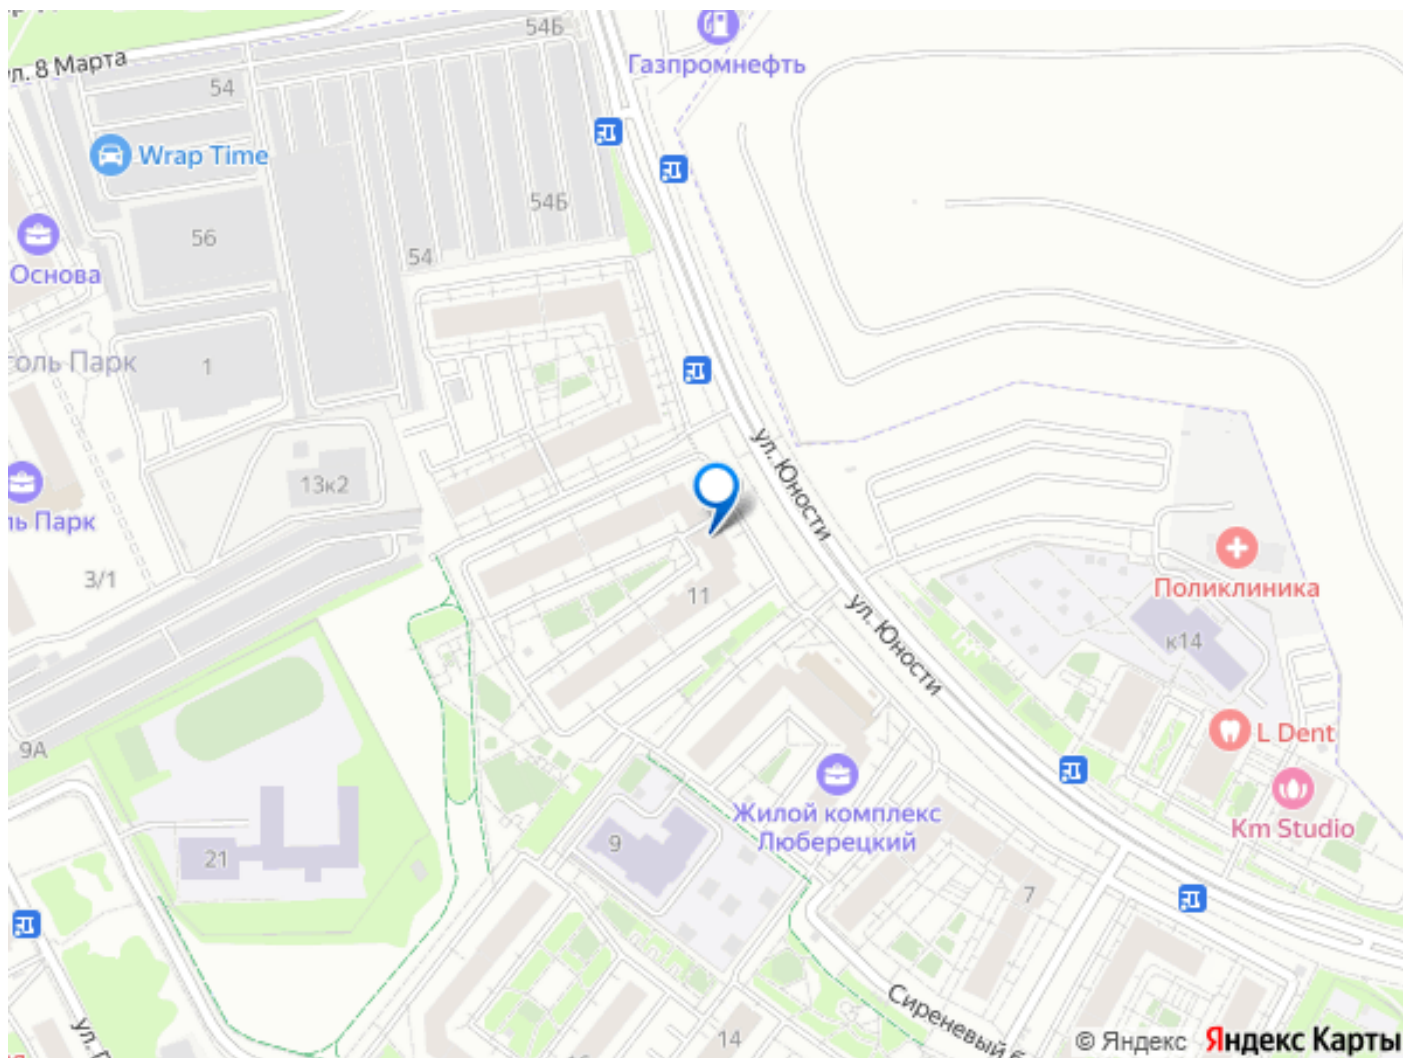 54Б
ул. 8 Марта
Газпромнефть
54
Wrap Time
54Б
56
Основа
54
голь Парк
1
ул. Юности
13к2
ль Парк
3/1
Поликлиника
11
ул. Юности
к14
L Dent
9А
Жилой комплекс
Люберецкий
Km Studio
9
21
7
Сиреневый б
ул. П
14
© Яндекс Яндекс Карты